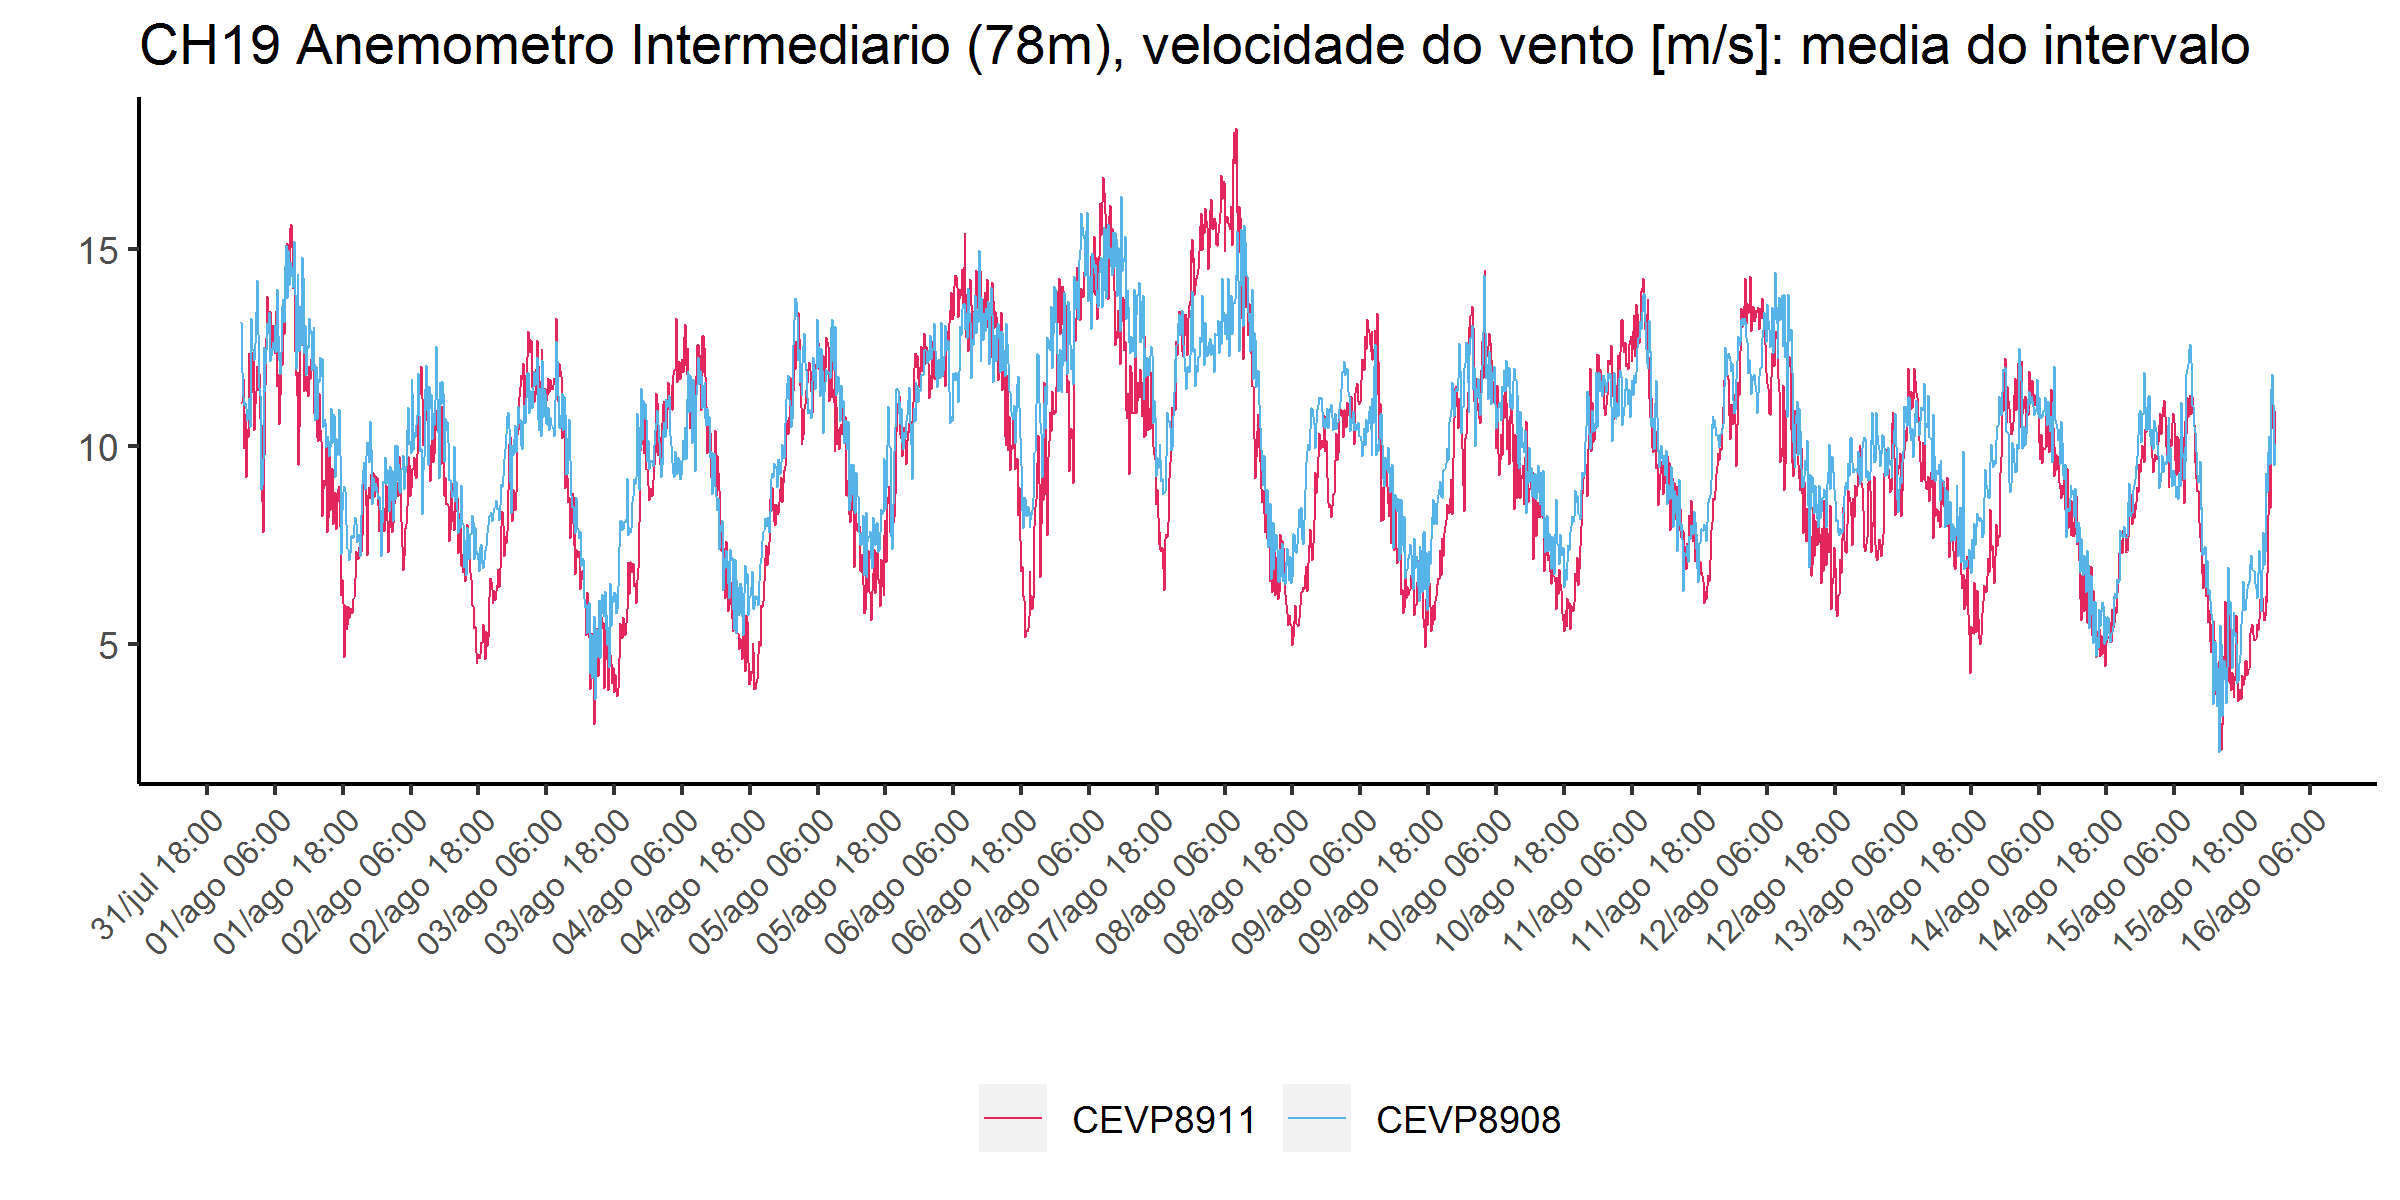 CH19 Anemometro Intermediario (78m), velocidade do vento [m/s]: media do intervalo
15
10
5
31/jul 18:00
01/ago 06:00
01/ago 18:00
02/ago 06:00
02/ago 18:00
03/ago 06:00
03/ago 18:00
04/ago 06:00
04/ago 18:00
05/ago 06:00
05/ago 18:00
06/ago 06:00
06/ago 18:00
07/ago 06:00
07/ago 18:00
08/ago 06:00
08/ago 18:00
09/ago 06:00
09/ago 18:00
10/ago 06:00
10/ago 18:00
11/ago 06:00
11/ago 18:00
12/ago 06:00
12/ago 18:00
13/ago 06:00
13/ago 18:00
14/ago 06:00
14/ago 18:00
15/ago 06:00
15/ago 18:00
16/ago 06:00
CEVP8911
CEVP8908